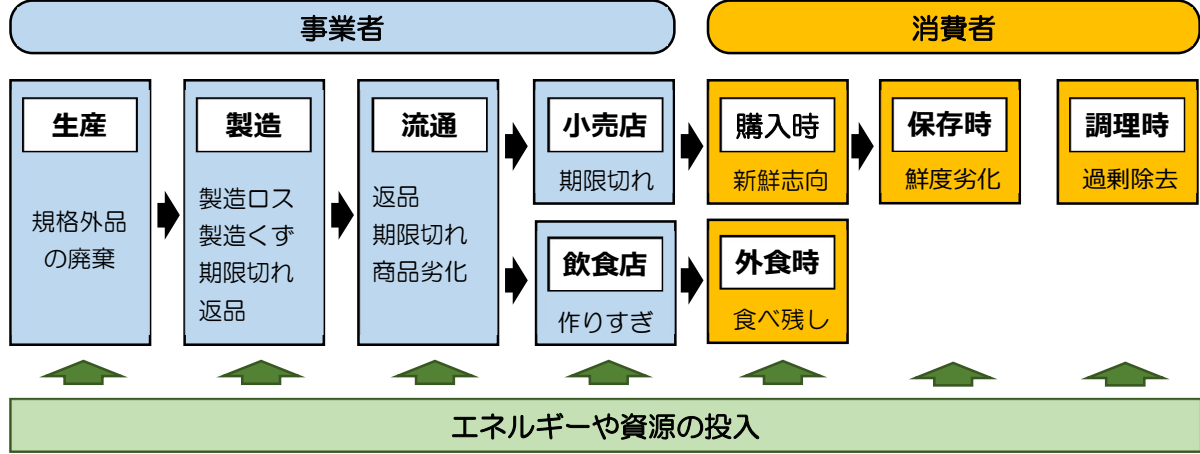 事業者
消費者
生産
規格外品
の廃棄
製造
製造ロス
製造くず
期限切れ
返品
流通
返品
期限切れ
商品劣化
小売店
期限切れ
飲食店
作りすぎ
購入時
新鮮志向
外食時
食べ残し
保存時
鮮度劣化
調理時
過剰除去
エネルギーや資源の投入